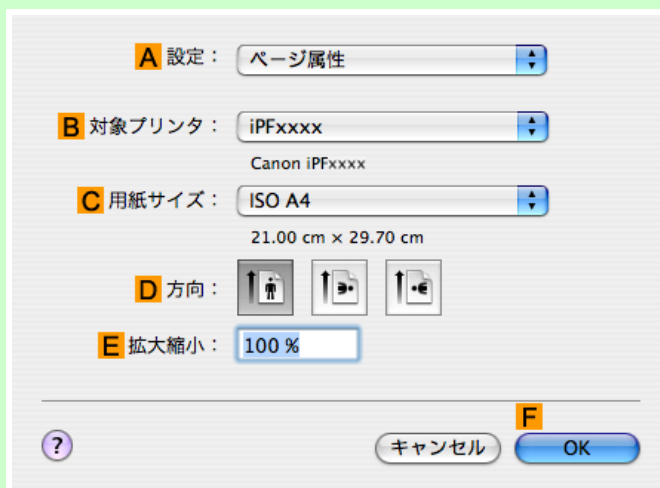 A 設定： ページ属性
B 対象プリンタ： iPFxxxx
Canon iPFxxxx
C 用紙サイズ： ISO A4
21.00 cm × 29.70 cm
D 方向：
E 拡大縮小： 100 %
F
? キャンセル OK